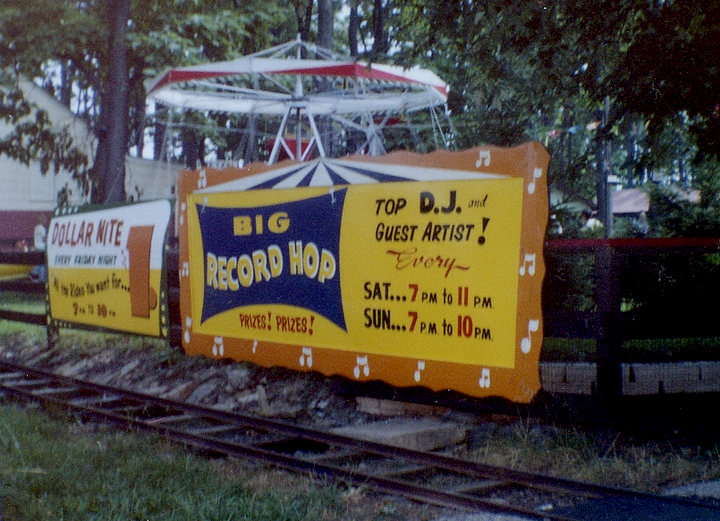 DOLLAR NITE
EVERY FRIDAY NIGHT
All the Rides You want for...
1
7 PM TO 10 PM
BIG
RECORD HOP
PRIZES! PRIZES!
TOP D.J. and
GUEST ARTIST!
Every
SAT...7 PM to 11 PM
SUN...7 PM to 10 PM.